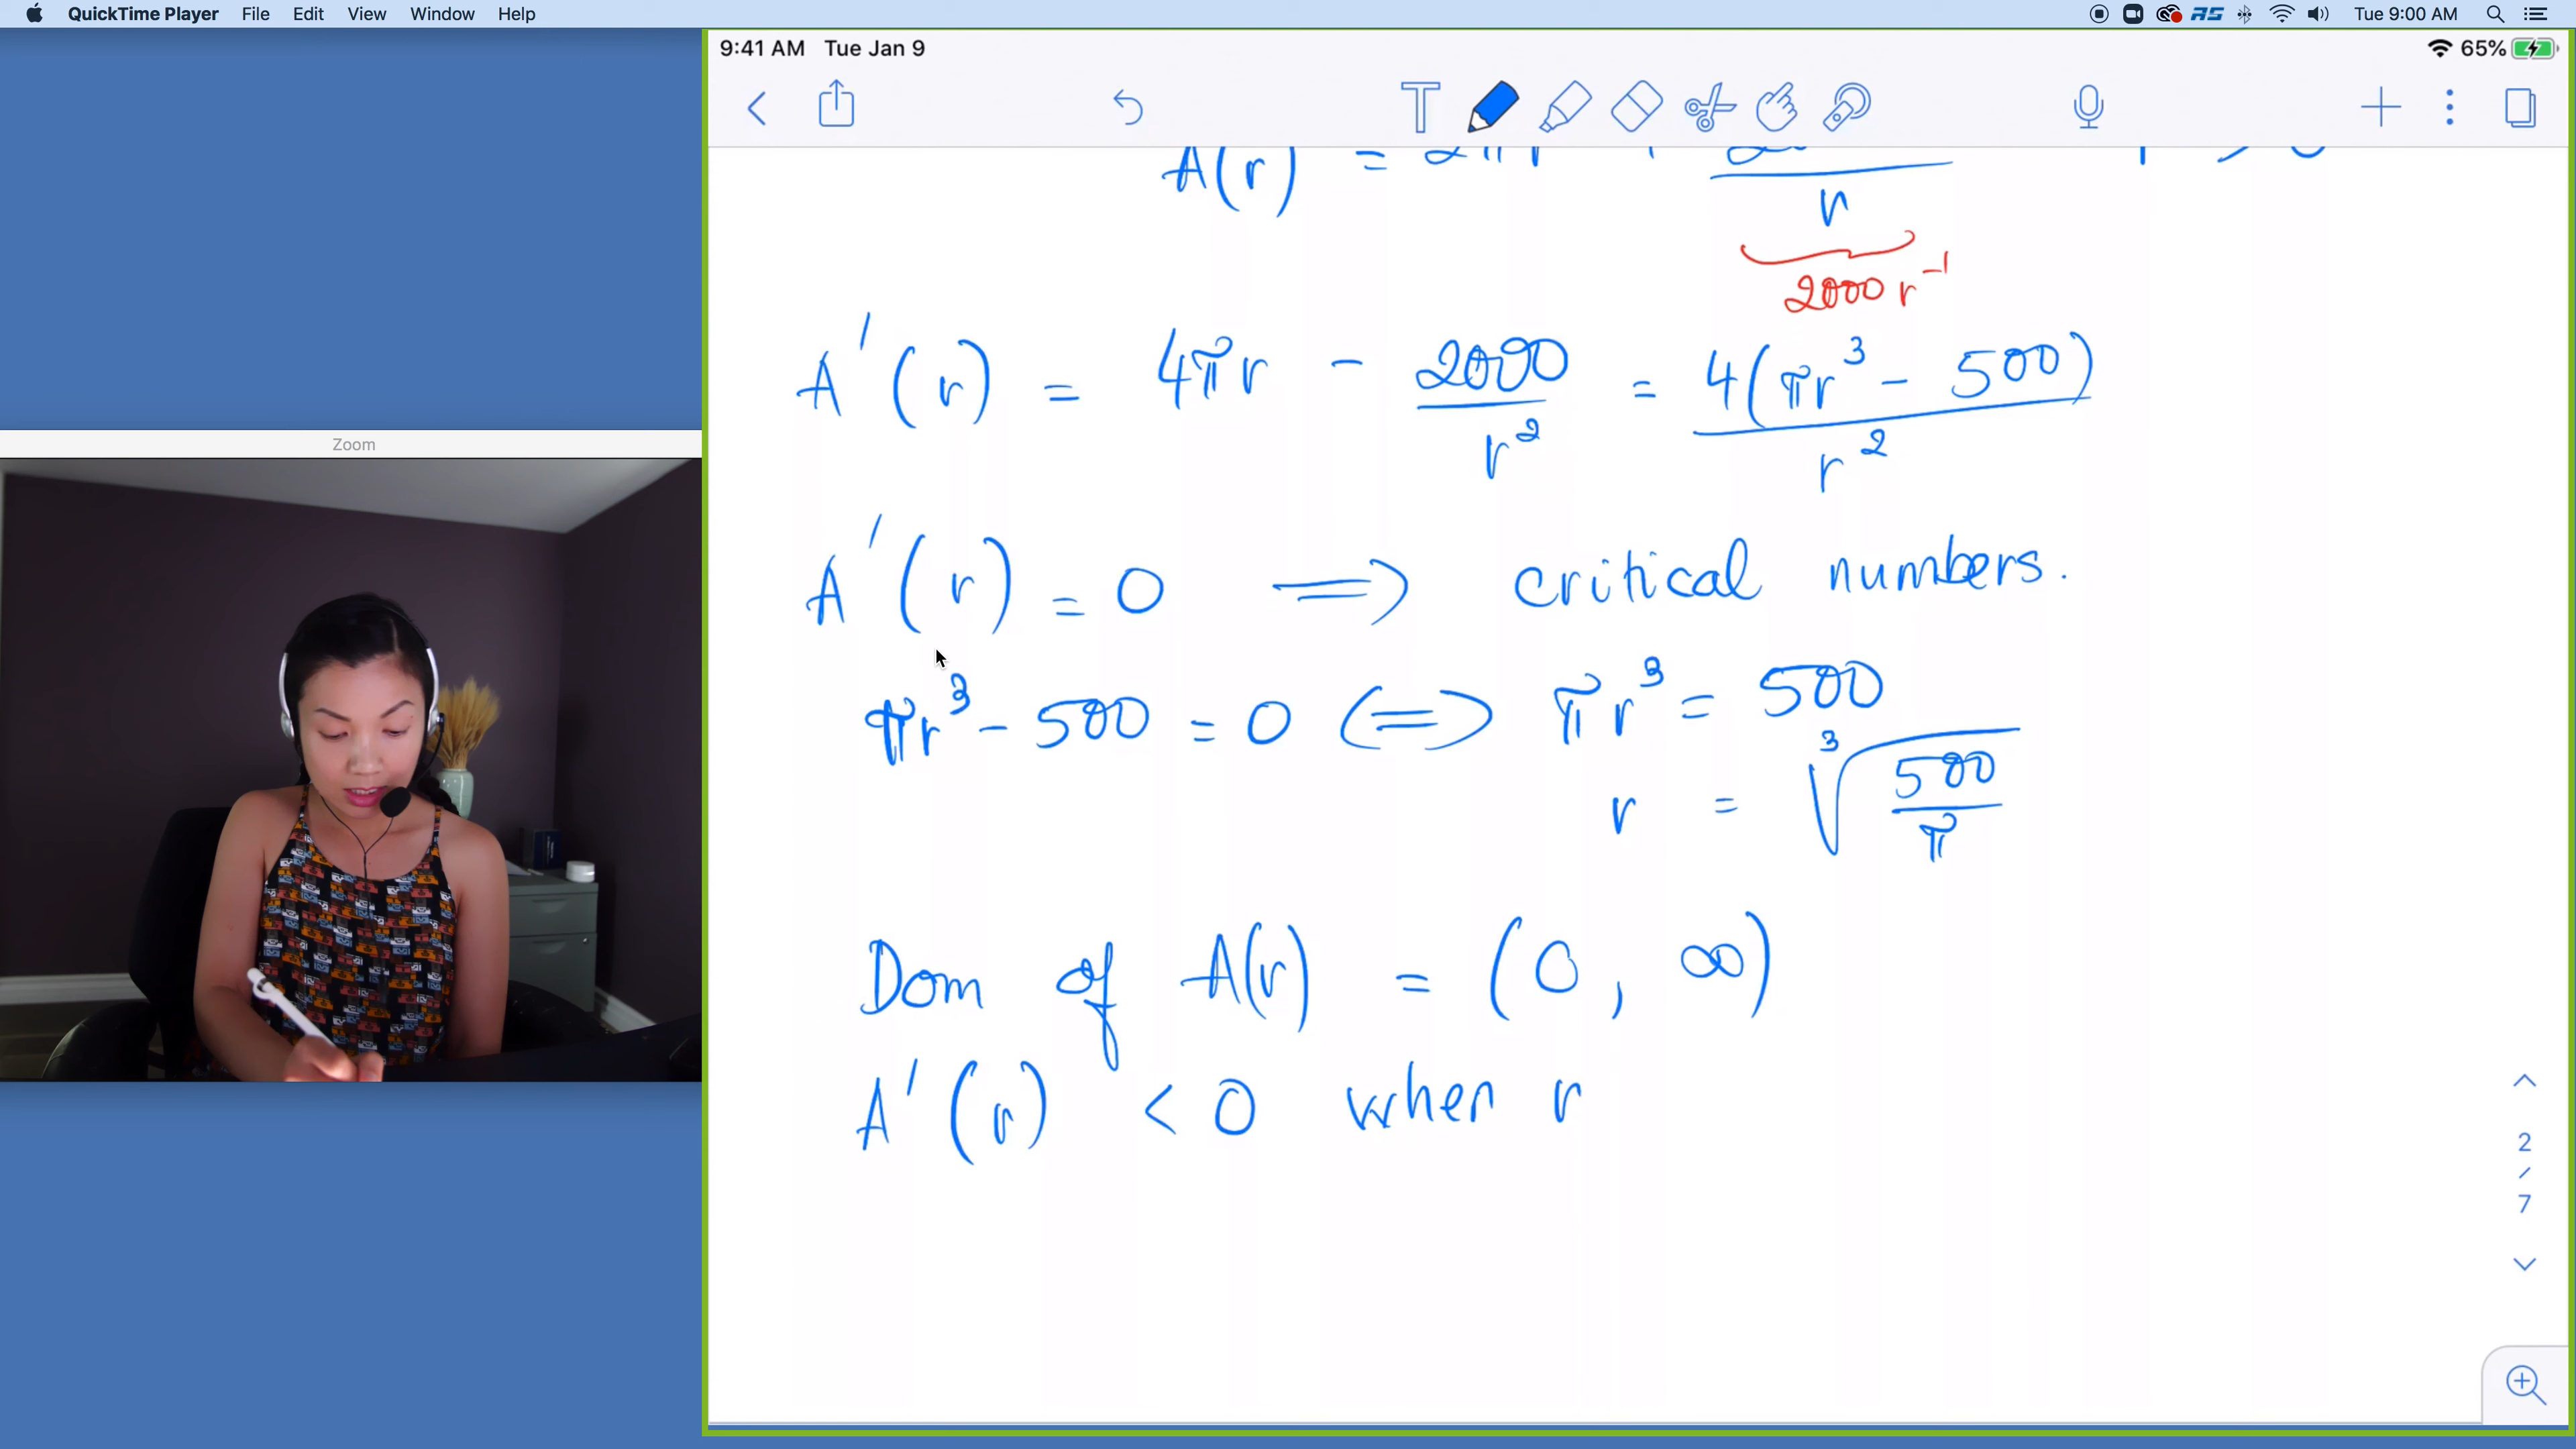 QuickTime Player File Edit View Window Help Tue 9:00 AM
9:41 AM Tue Jan 9 65%
A(r) = 2πr
r
2000 r⁻¹
A'(r) = 4πr - 2000/r² = 4(πr³ - 500)/r²
Zoom
A'(r) = 0 ⟹ critical numbers.
πr³ - 500 = 0 ⟺ πr³ = 500
r = ∛(500/π)
Dom of A(r) = (0, ∞)
A'(r) < 0 when r
2
/
7